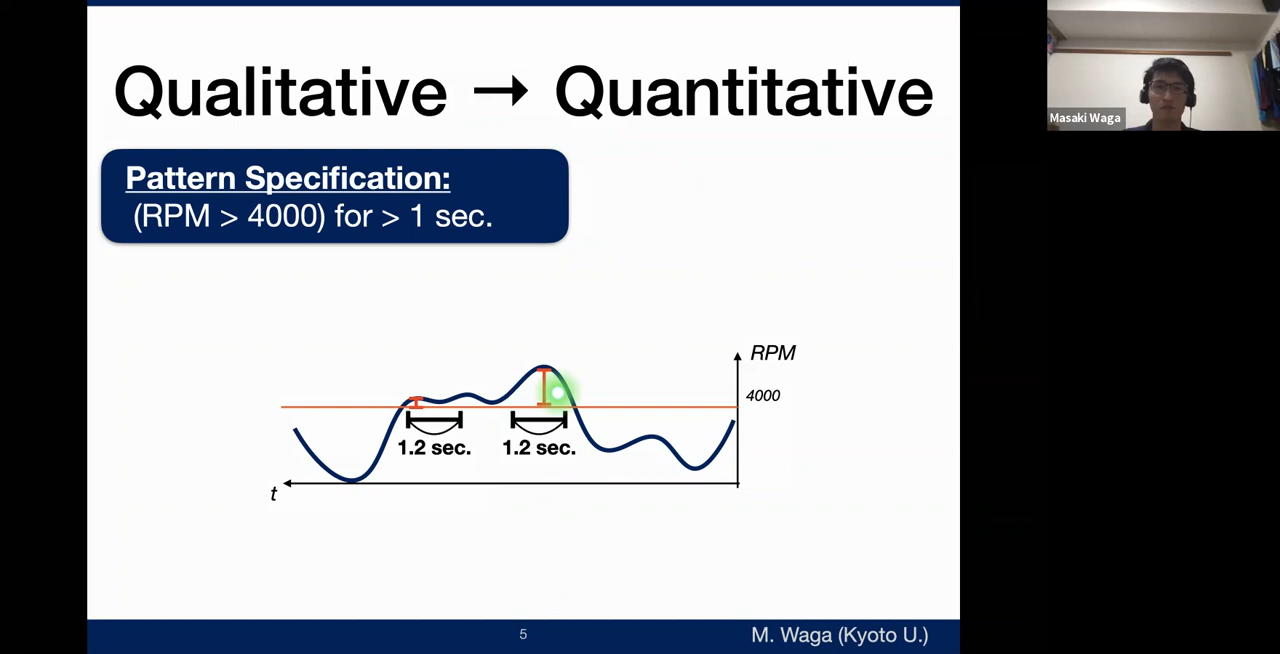 Qualitative → Quantitative
Masaki Waga
Pattern Specification:
(RPM > 4000) for > 1 sec.
RPM
4000
1.2 sec.
1.2 sec.
t
5
M. Waga (Kyoto U.)